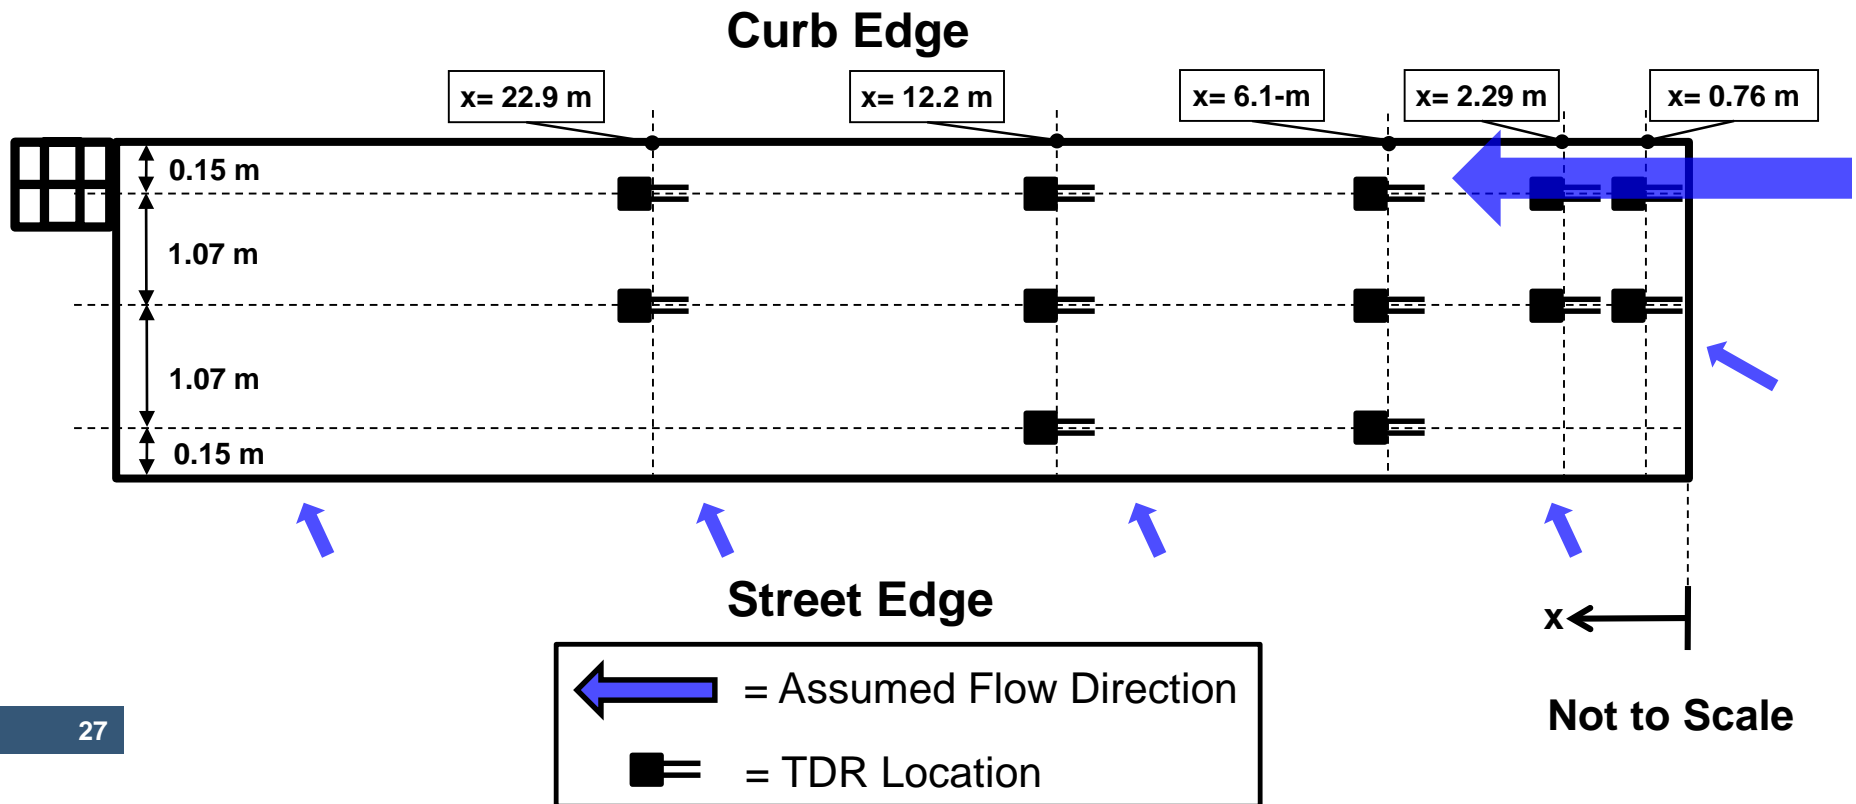 Curb Edge
x= 22.9 m
x= 12.2 m
x= 6.1-m
x= 2.29 m
x= 0.76 m
0.15 m
1.07 m
1.07 m
0.15 m
Street Edge
x
= Assumed Flow Direction
= TDR Location
Not to Scale
27